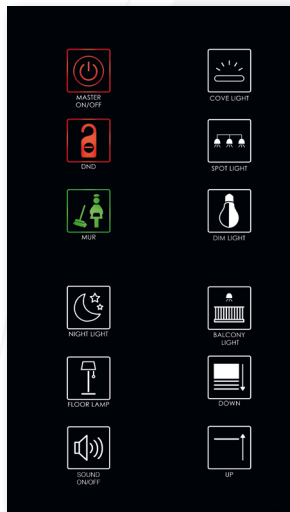 MASTER
ON/OFF
COVE LIGHT
DND
SPOT LIGHT
MUR
DIM LIGHT
NIGHT LIGHT
BALCONY
LIGHT
FLOOR LAMP
DOWN
SOUND
ON/OFF
UP